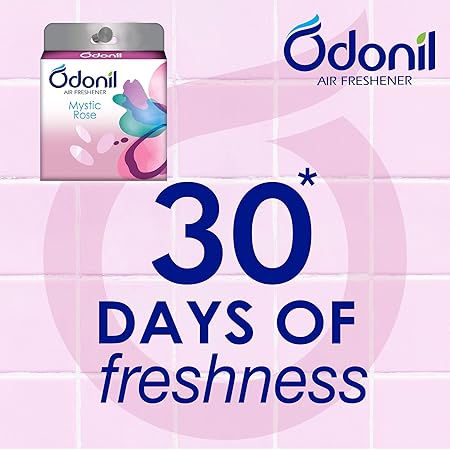 Odonil
AIR FRESHENER
Mystic
Rose
Odonil
AIR FRESHENER
30*
DAYS OF
freshness